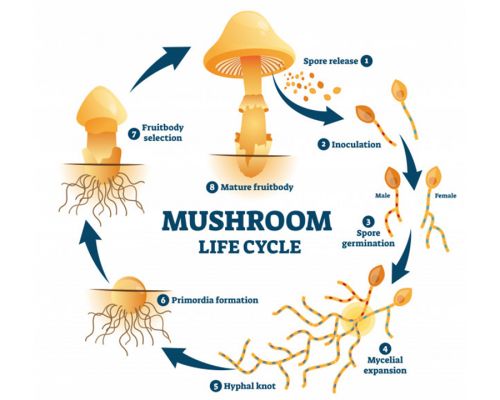 Spore release 1
2 Inoculation
Male
Female
3 Spore
germination
4
Mycelial
expansion
5 Hyphal knot
6 Primordia formation
7 Fruitbody
selection
8 Mature fruitbody
MUSHROOM
LIFE CYCLE